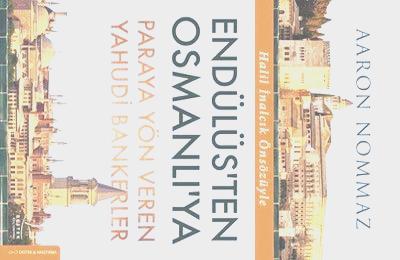 AARON NOMMAZ
Halil İnalcık Önsözüyle
ENDÜLÜS'TEN
OSMANLI'YA
PARAYA YÖN VEREN
YAHUDİ BANKERLER